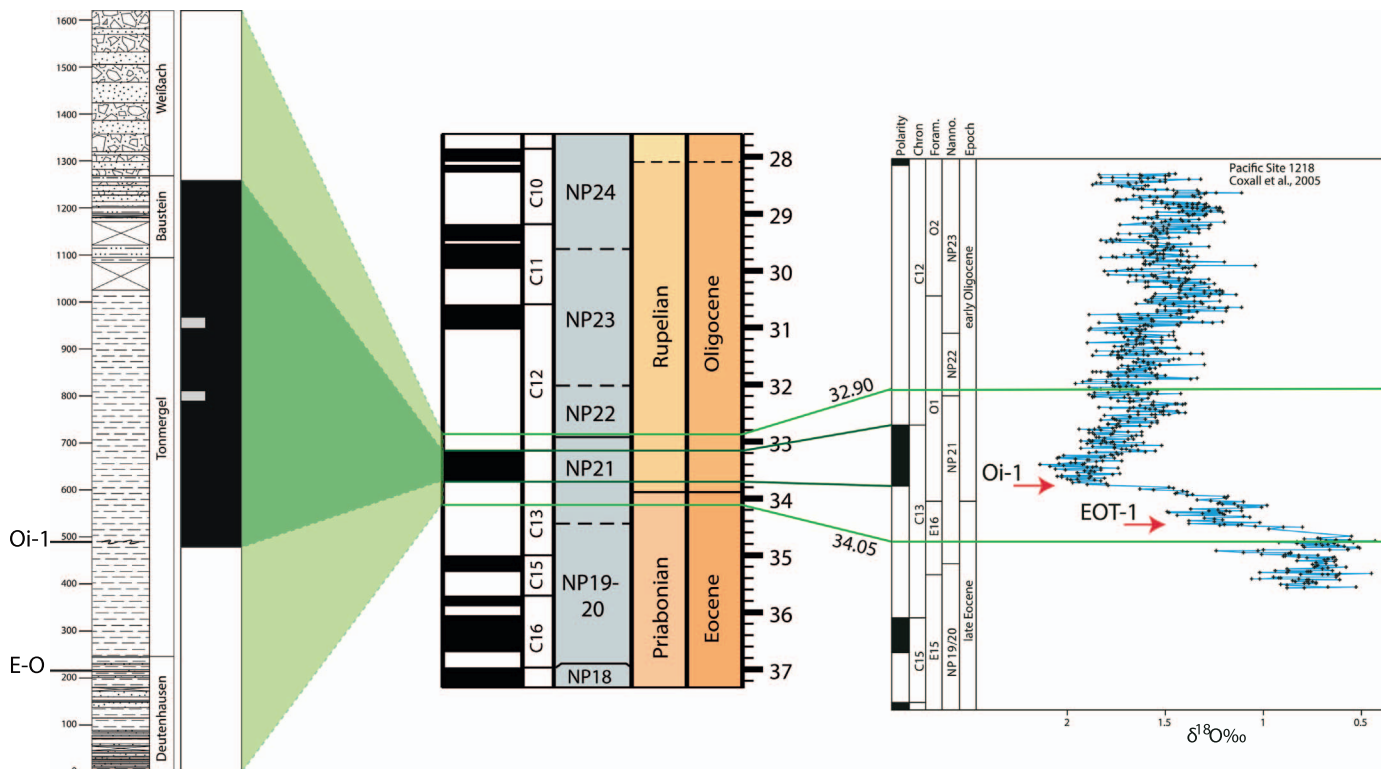 1600
1500
1400
1300
1200
1100
1000
900
800
700
600
500
400
300
200
100
Weißach
Baustein
Tonmergel
Deutenhausen
Oi-1
E-O
C10
C11
C12
C13
C15
C16
NP24
NP23
NP22
NP21
NP19-
20
NP18
Rupelian
Priabonian
Oligocene
Eocene
28
29
30
31
32
33
34
35
36
37
32.90
34.05
Polarity
Chron
Foram.
Nanno.
Epoch
C12
C13
C15
O2
O1
E16
E15
NP23
NP22
NP21
NP 19/20
early Oligocene
late Eocene
Pacific Site 1218
Coxall et al., 2005
Oi-1
EOT-1
2
1.5
1
0.5
δ¹⁸O‰